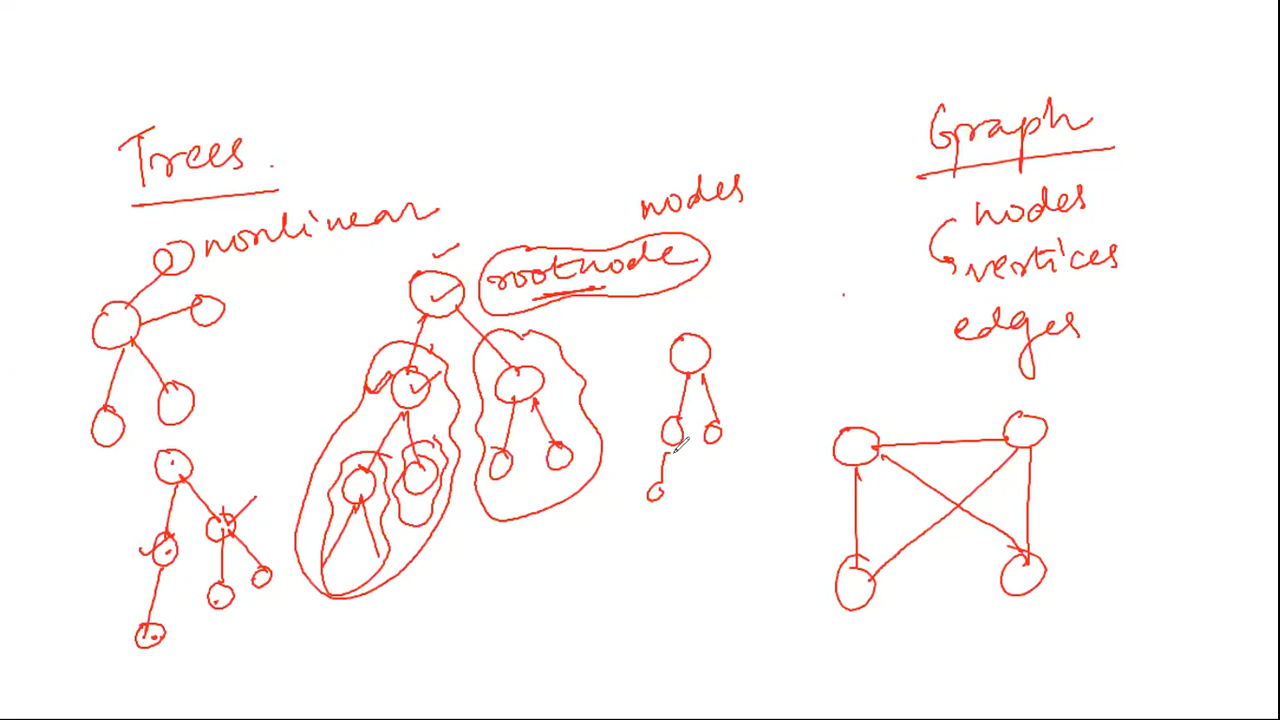 Trees.
nonlinear
nodes
rootnode
Graph
nodes
vertices
edges